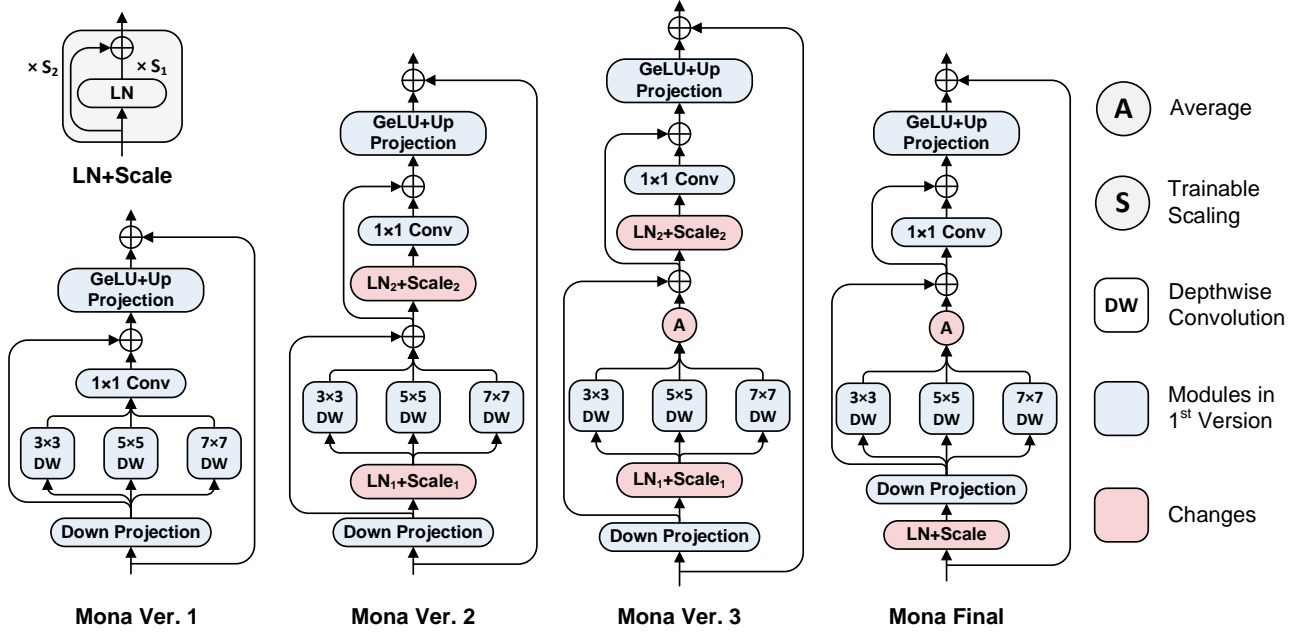 × S₂
× S₁
LN
LN+Scale
GeLU+Up
Projection
1×1 Conv
3×3
DW
5×5
DW
7×7
DW
Down Projection
Mona Ver. 1
GeLU+Up
Projection
1×1 Conv
LN₂+Scale₂
3×3
DW
5×5
DW
7×7
DW
LN₁+Scale₁
Down Projection
Mona Ver. 2
GeLU+Up
Projection
1×1 Conv
LN₂+Scale₂
A
3×3
DW
5×5
DW
7×7
DW
LN₁+Scale₁
Down Projection
Mona Ver. 3
GeLU+Up
Projection
1×1 Conv
A
3×3
DW
5×5
DW
7×7
DW
Down Projection
LN+Scale
Mona Final
A
Average
S
Trainable
Scaling
DW
Depthwise
Convolution
Modules in
1st Version
Changes